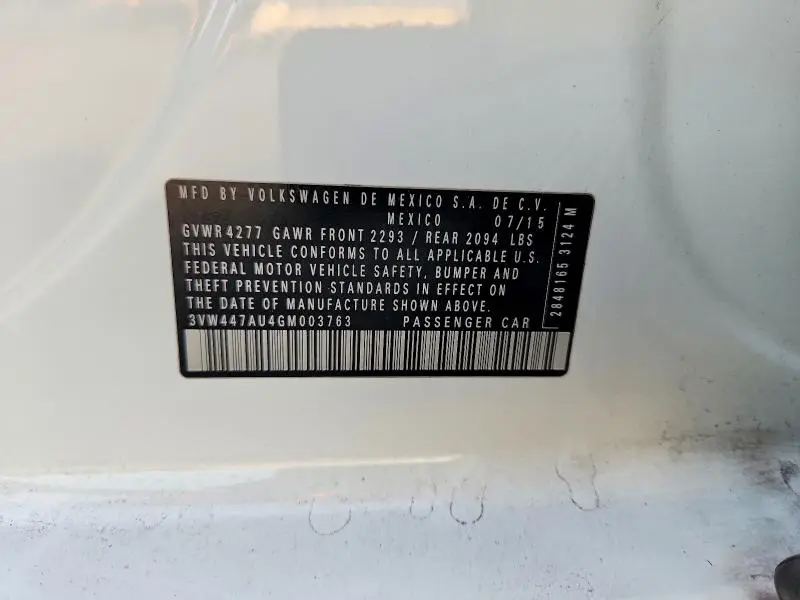 MFD BY VOLKSWAGEN DE MEXICO S.A. DE C.V.
MEXICO 07/15
GVWR 4277 GAWR FRONT 2293 / REAR 2094 LBS
THIS VEHICLE CONFORMS TO ALL APPLICABLE U.S.
FEDERAL MOTOR VEHICLE SAFETY, BUMPER AND
THEFT PREVENTION STANDARDS IN EFFECT ON
THE DATE OF MANUFACTURE SHOWN ABOVE.
3VW447AU4GM003763 PASSENGER CAR
2848166 3124 M